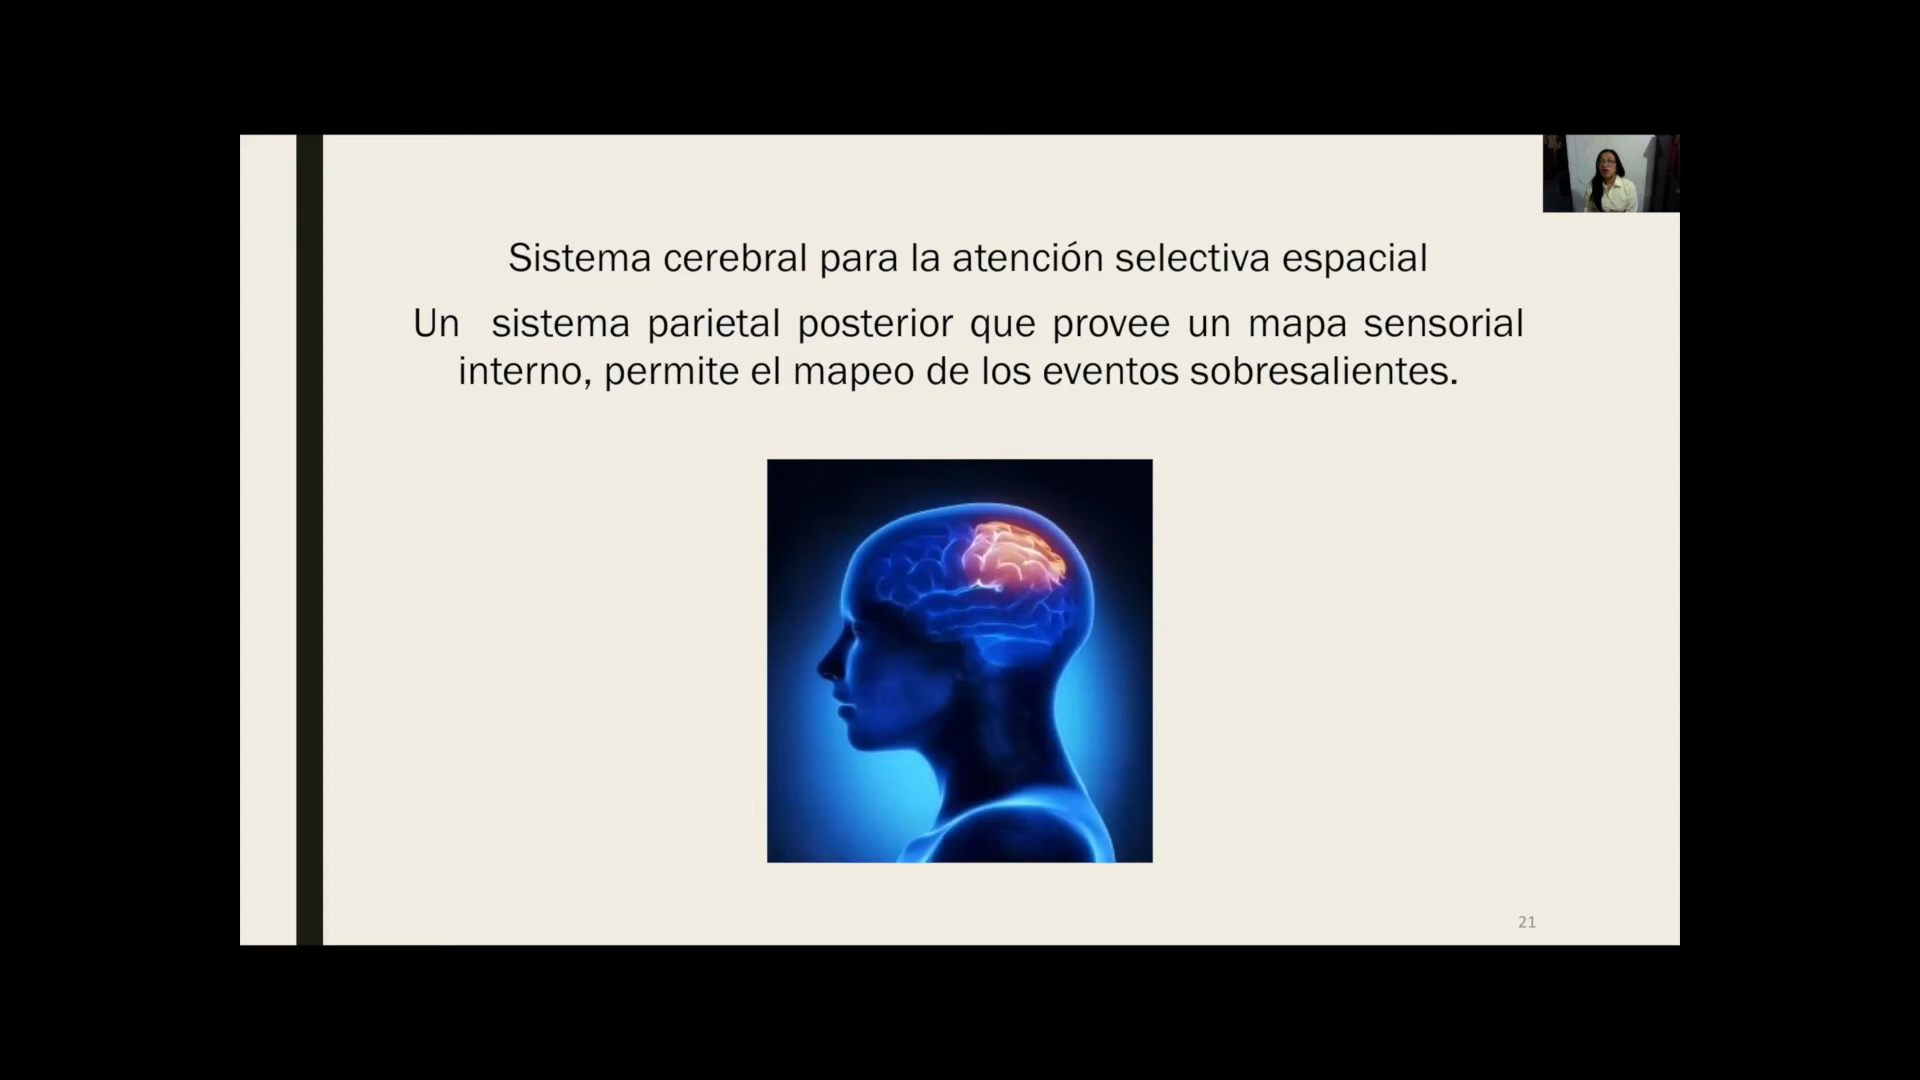 Sistema cerebral para la atención selectiva espacial
Un sistema parietal posterior que provee un mapa sensorial
interno, permite el mapeo de los eventos sobresalientes.
21